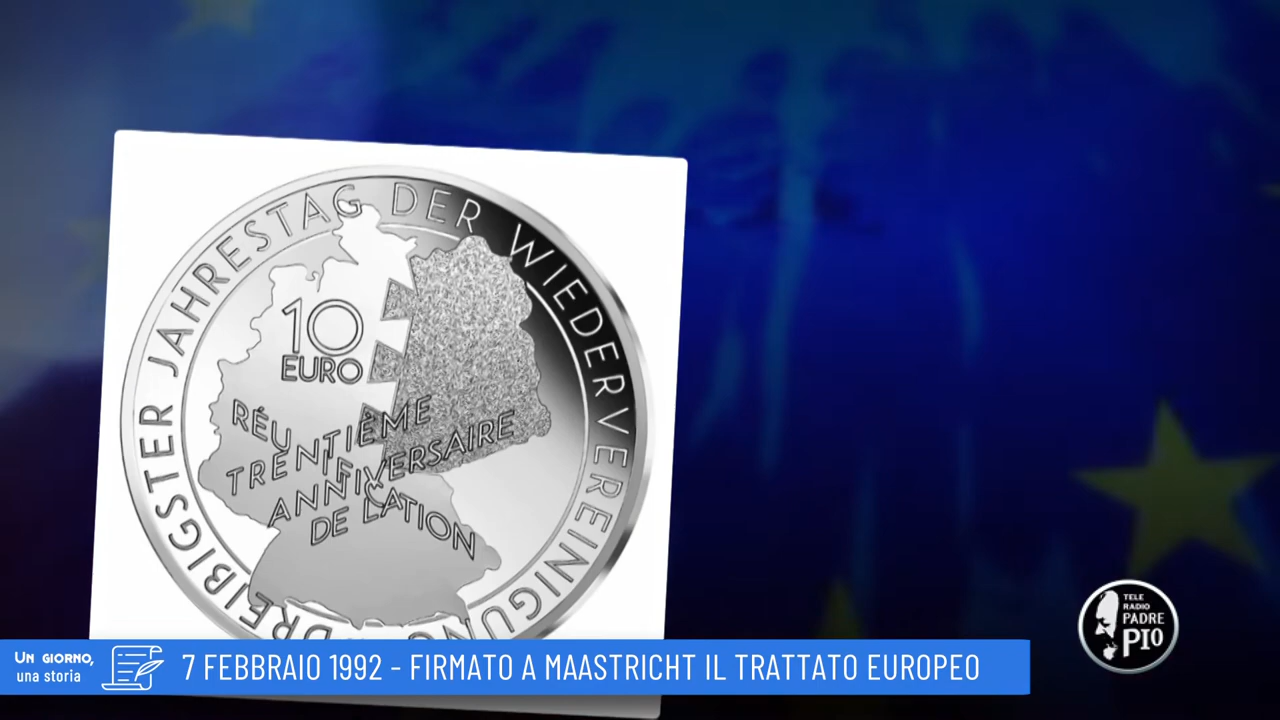 DREIßIGSTER JAHRESTAG DER WIEDERVEREINIGUNG
10
EURO
RÉUNIFICATION
TRENTIÈME
ANNIVERSAIRE
DE LA
UN GIORNO,
una storia
7 FEBBRAIO 1992 - FIRMATO A MAASTRICHT IL TRATTATO EUROPEO
TELE
RADIO
PADRE
PIO